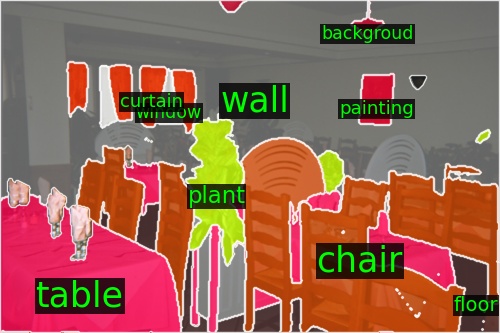 backgroud
curtain
window
wall
painting
plant
chair
table
floor